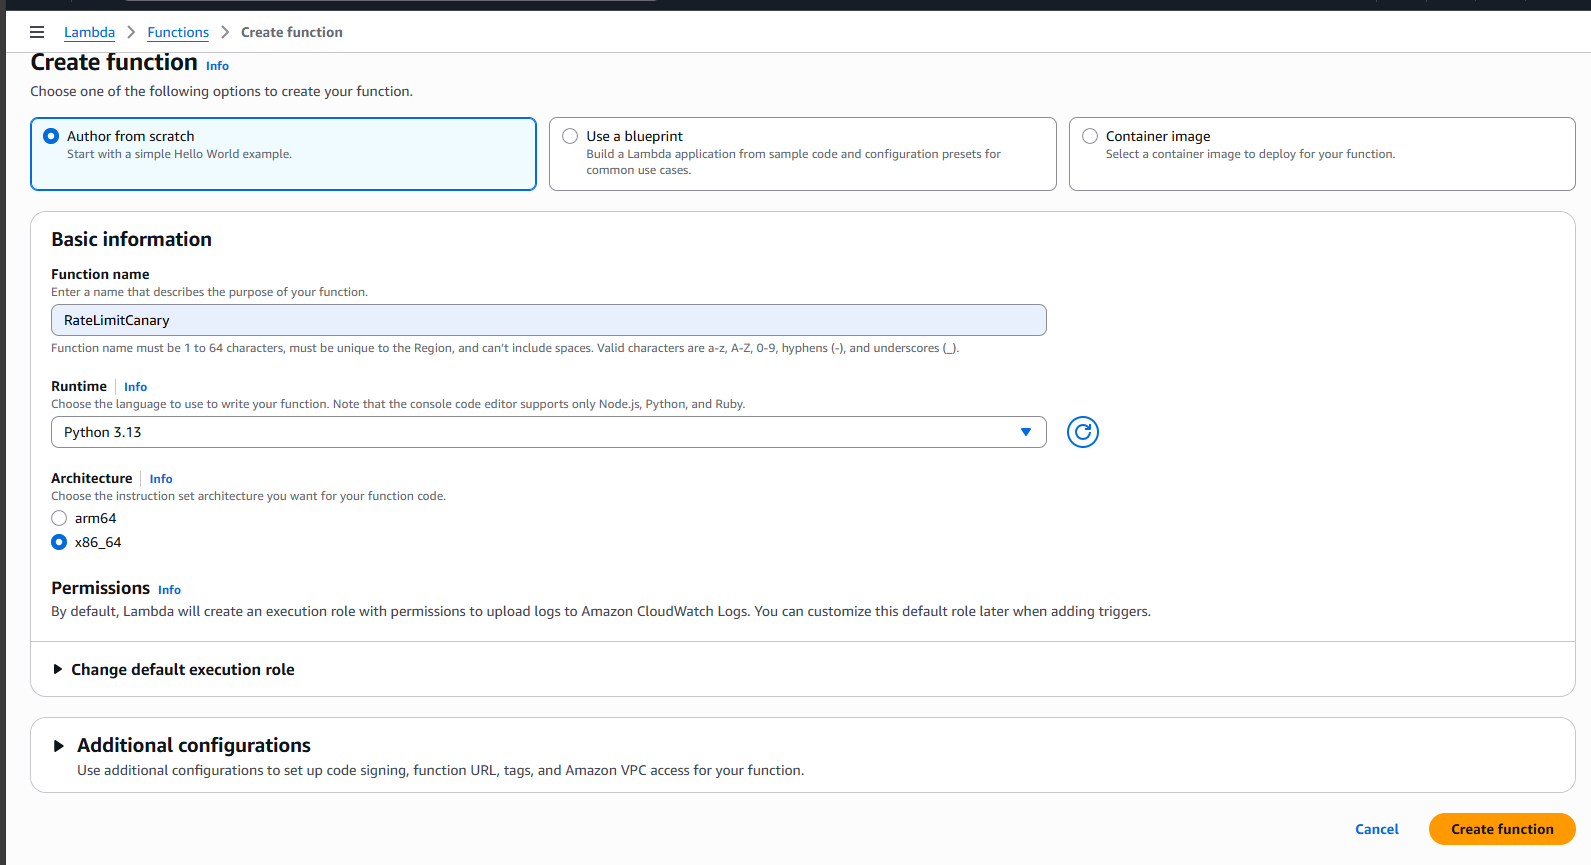 Lambda > Functions > Create function
Create function Info
Choose one of the following options to create your function.
Author from scratch
Start with a simple Hello World example.
Use a blueprint
Build a Lambda application from sample code and configuration presets for
common use cases.
Container image
Select a container image to deploy for your function.
Basic information
Function name
Enter a name that describes the purpose of your function.
RateLimitCanary
Function name must be 1 to 64 characters, must be unique to the Region, and can't include spaces. Valid characters are a-z, A-Z, 0-9, hyphens (-), and underscores (_).
Runtime Info
Choose the language to use to write your function. Note that the console code editor supports only Node.js, Python, and Ruby.
Python 3.13
Architecture Info
Choose the instruction set architecture you want for your function code.
arm64
x86_64
Permissions Info
By default, Lambda will create an execution role with permissions to upload logs to Amazon CloudWatch Logs. You can customize this default role later when adding triggers.
Change default execution role
Additional configurations
Use additional configurations to set up code signing, function URL, tags, and Amazon VPC access for your function.
Cancel Create function